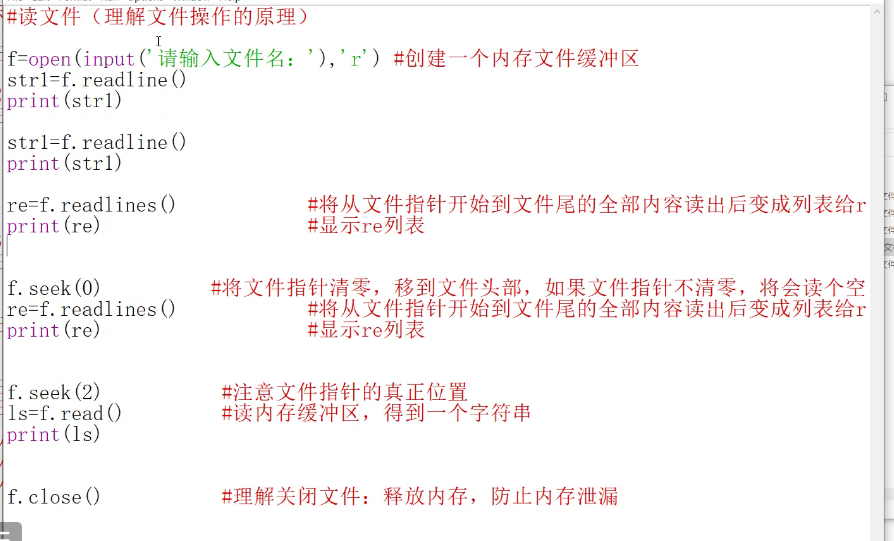 #读文件（理解文件操作的原理）
f=open(input('请输入文件名：'),'r') #创建一个内存文件缓冲区
str1=f.readline()
print(str1)
str1=f.readline()
print(str1)
re=f.readlines() #将从文件指针开始到文件尾的全部内容读出后变成列表给r
print(re) #显示re列表
f.seek(0) #将文件指针清零，移到文件头部，如果文件指针不清零，将会读个空
re=f.readlines() #将从文件指针开始到文件尾的全部内容读出后变成列表给r
print(re) #显示re列表
f.seek(2) #注意文件指针的真正位置
ls=f.read() #读内存缓冲区，得到一个字符串
print(ls)
f.close() #理解关闭文件：释放内存，防止内存泄漏